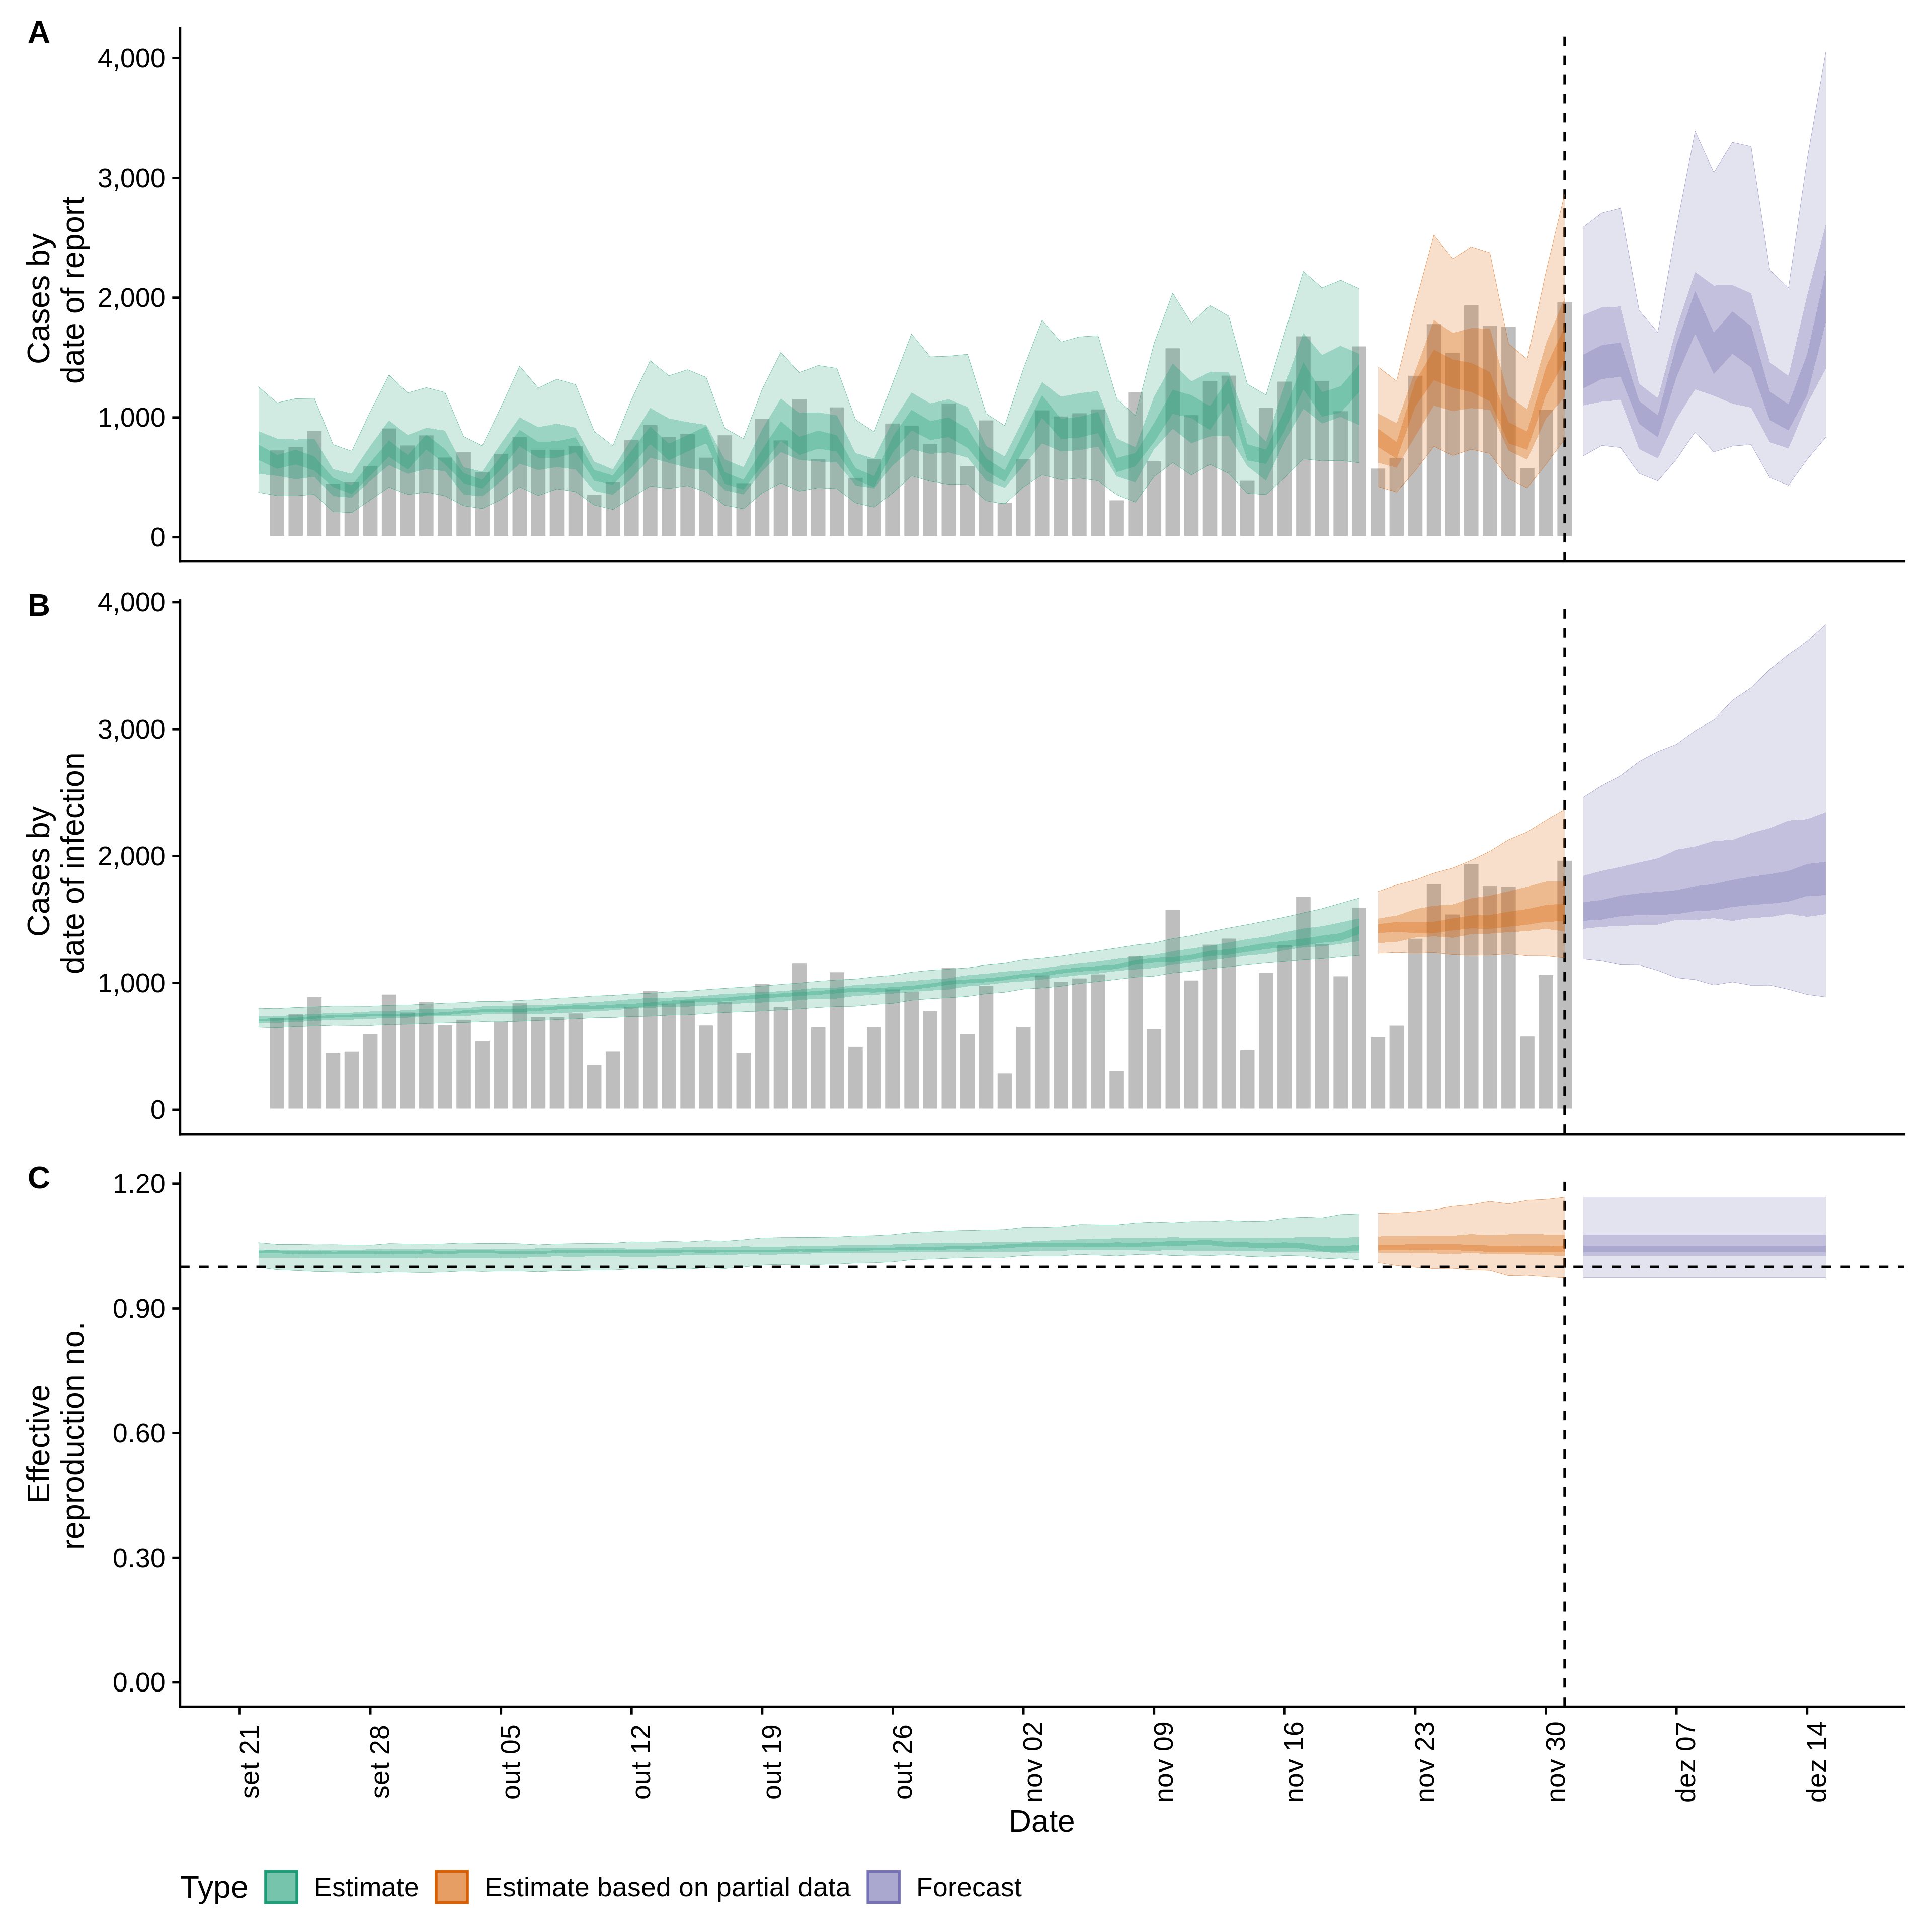 A
4,000
3,000
2,000
1,000
0
Cases by
date of report
B
4,000
3,000
2,000
1,000
0
Cases by
date of infection
C
1.20
0.90
0.60
0.30
0.00
Effective
reproduction no.
set 21
set 28
out 05
out 12
out 19
out 26
nov 02
nov 09
nov 16
nov 23
nov 30
dez 07
dez 14
Date
Type Estimate Estimate based on partial data Forecast